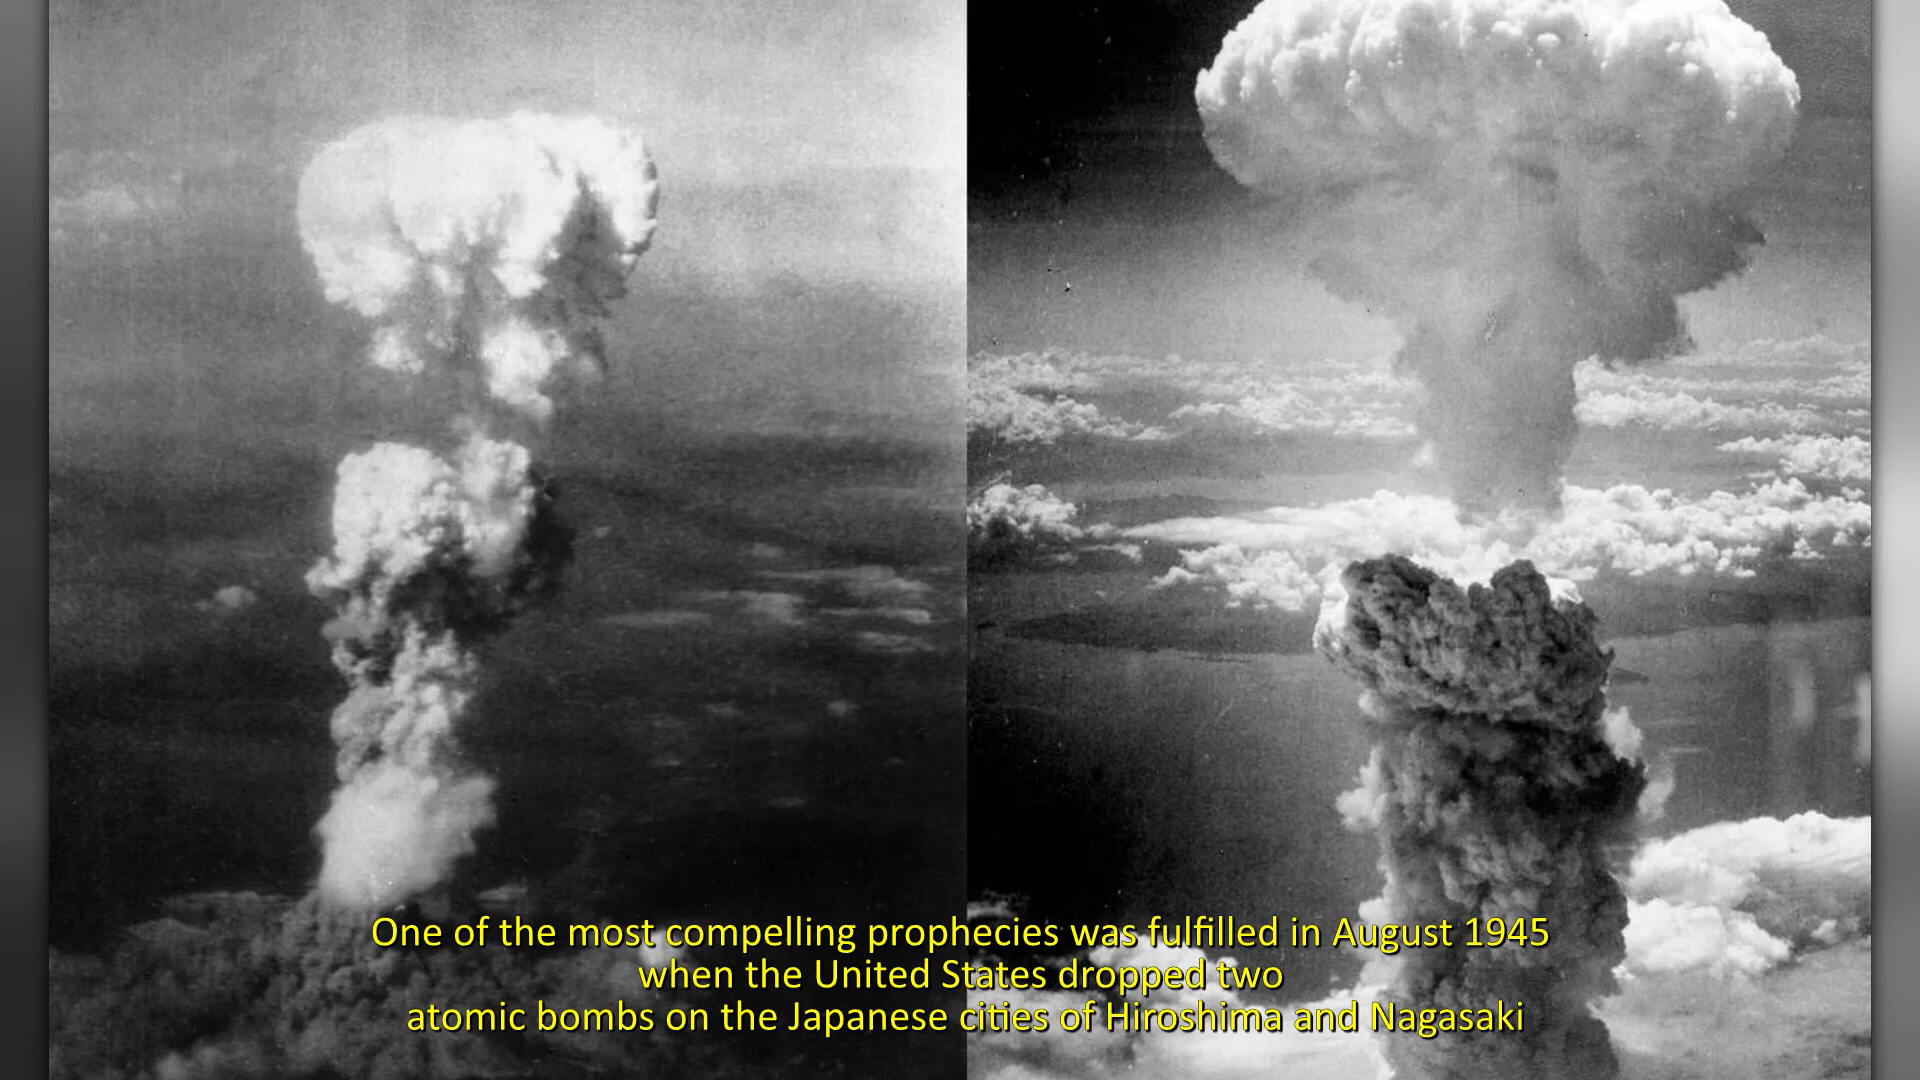 One of the most compelling prophecies was fulfilled in August 1945
when the United States dropped two
atomic bombs on the Japanese cities of Hiroshima and Nagasaki